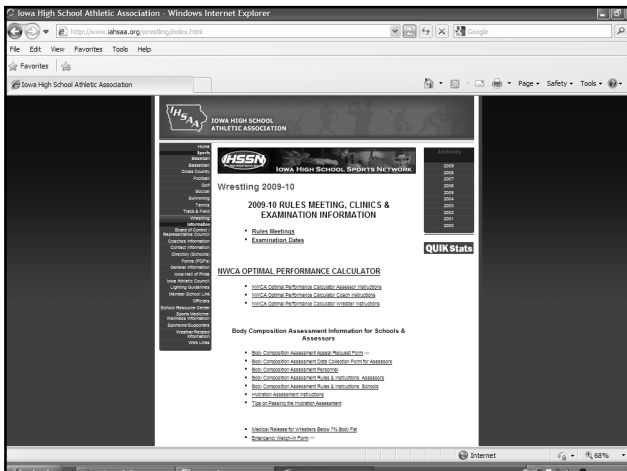 Iowa High School Athletic Association - Windows Internet Explorer
http://www.iahsaa.org/wrestling/index.html
Google
File Edit View Favorites Tools Help
Favorites
Iowa High School Athletic Association
Page Safety Tools
IHSAA
IOWA HIGH SCHOOL
ATHLETIC ASSOCIATION
Home
Sports
Baseball
Basketball
Cross Country
Football
Golf
Soccer
Swimming
Tennis
Track & Field
Wrestling
Information
Board of Control /
Representative Council
Coaches Information
Contact Information
Directory (Schools)
Forms (PDFs)
General Information
Iowa Hall of Pride
Iowa Athletic Council
Lighting Guidelines
Member School Link
Officials
School Resource Center
Sports Medicine/
Wellness Information
Sponsors/Supporters
Weather-Related
Information
Web Links
IHSSN
IOWA HIGH SCHOOL SPORTS NETWORK
Wrestling 2009-10
2009-10 RULES MEETING, CLINICS &
EXAMINATION INFORMATION
• Rules Meetings
• Examination Dates
NWCA OPTIMAL PERFORMANCE CALCULATOR
• NWCA Optimal Performance Calculator Assessor Instructions
• NWCA Optimal Performance Calculator Coach Instructions
• NWCA Optimal Performance Calculator Wrestler Instructions
Body Composition Assessment Information for Schools &
Assessors
• Body Composition Assessment Appeal Request Form
• Body Composition Assessment Data Collection Form for Assessors
• Body Composition Assessment Personnel
• Body Composition Assessment Rules & Instructions: Assessors
• Body Composition Assessment Rules & Instructions: Schools
• Hydration Assessment Instructions
• Tips on Passing the Hydration Assessment
• Medical Release for Wrestlers Below 7% Body Fat
• Emergency Weigh-in Form
Archives
2009
2008
2007
2006
2005
2004
2003
2002
2001
2000
QUIK Stats
Internet
68%